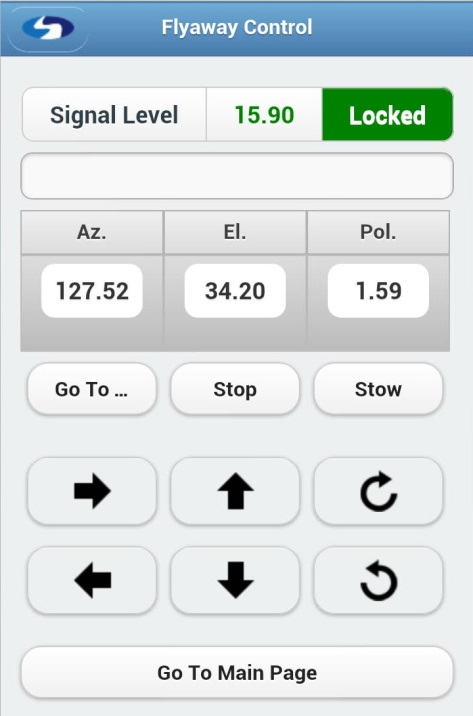 Flyaway Control
Signal Level 15.90 Locked
Az. El. Pol.
127.52 34.20 1.59
Go To ... Stop Stow
Go To Main Page